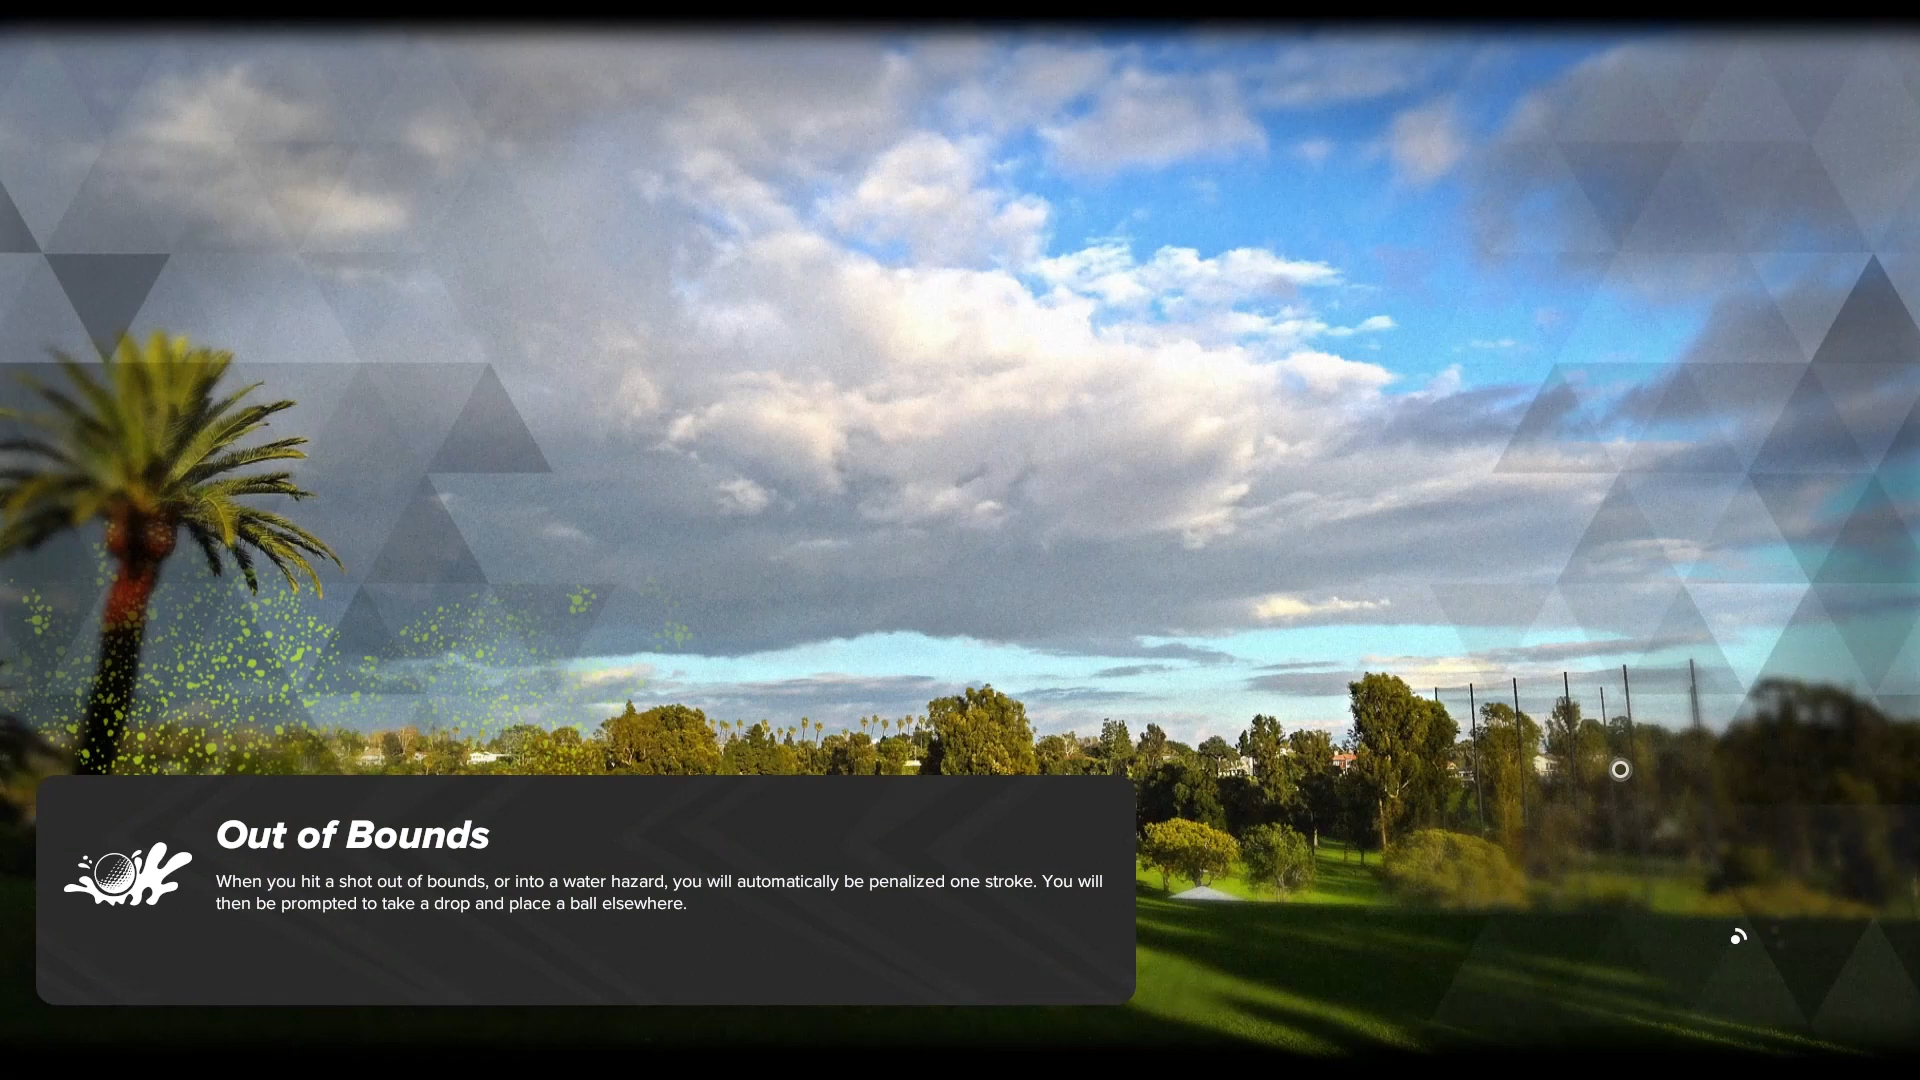 Out of Bounds
When you hit a shot out of bounds, or into a water hazard, you will automatically be penalized one stroke. You will
then be prompted to take a drop and place a ball elsewhere.